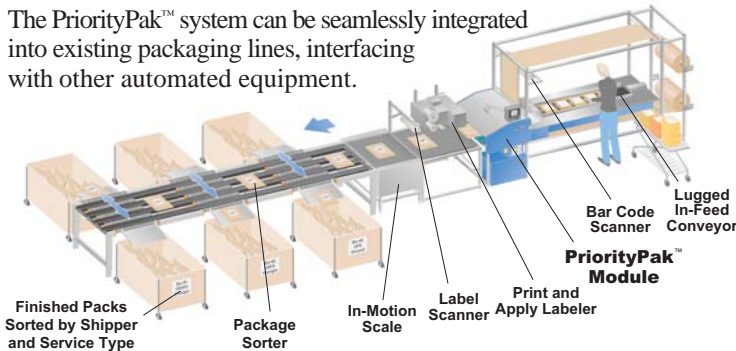 The PriorityPak™ system can be seamlessly integrated
into existing packaging lines, interfacing
with other automated equipment.
Bar Code
Scanner
Lugged
In-Feed
Conveyor
PriorityPak™
Module
Print and
Apply Labeler
Label
Scanner
In-Motion
Scale
Package
Sorter
Finished Packs
Sorted by Shipper
and Service Type